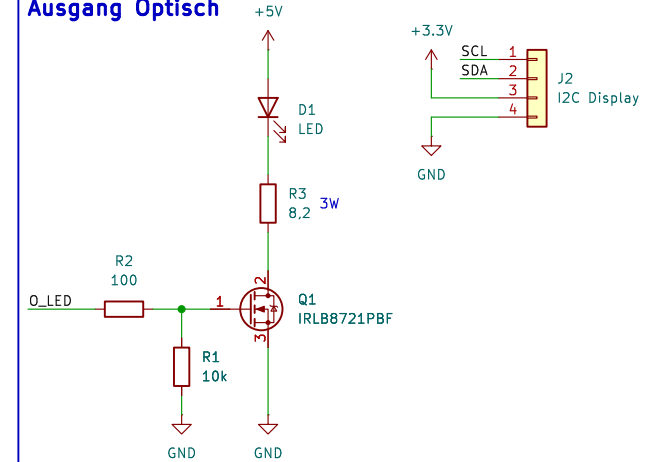 Ausgang Optisch
+5V
+3.3V
SCL 1
SDA 2
3
4
J2
I2C Display
GND
D1
LED
R3
8,2
3W
R2
100
O_LED
1
2
3
Q1
IRLB8721PBF
R1
10k
GND
GND